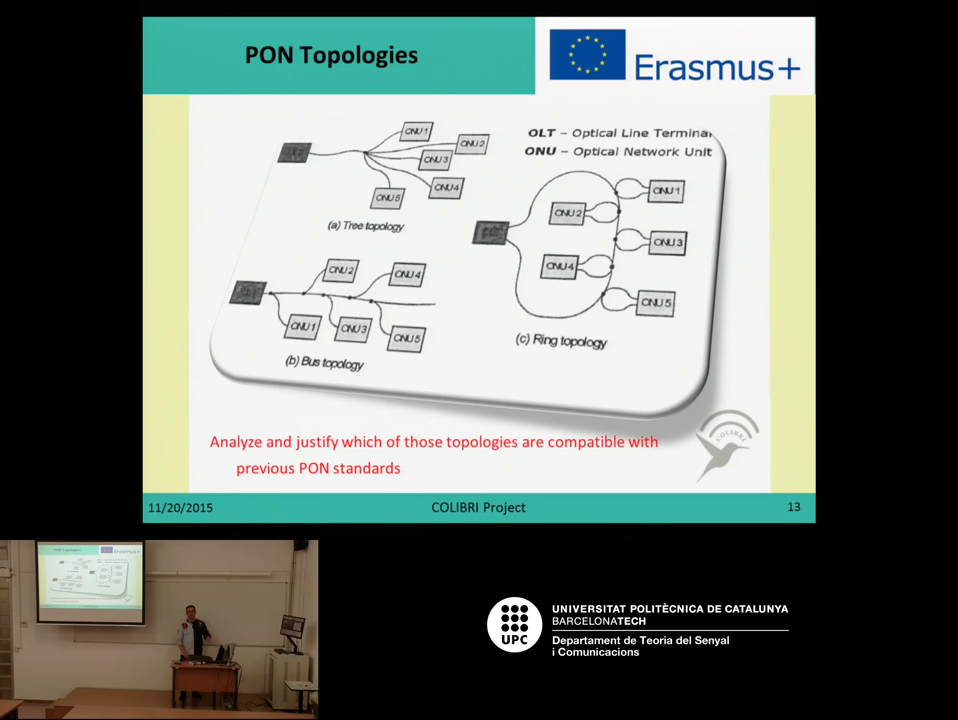 PON Topologies
Erasmus+
OLT – Optical Line Terminal
ONU – Optical Network Unit
ONU 1
ONU 2
ONU 3
ONU 4
ONU 5
(a) Tree topology
ONU 2
ONU 4
ONU 1
ONU 3
ONU 5
(b) Bus topology
ONU 1
ONU 2
ONU 3
ONU 4
ONU 5
(c) Ring topology
COLIBRI
Analyze and justify which of those topologies are compatible with
previous PON standards
11/20/2015
COLIBRI Project
13
PON Topologies
Erasmus+
UPC
UNIVERSITAT POLITÈCNICA DE CATALUNYA
BARCELONATECH
Departament de Teoria del Senyal
i Comunicacions